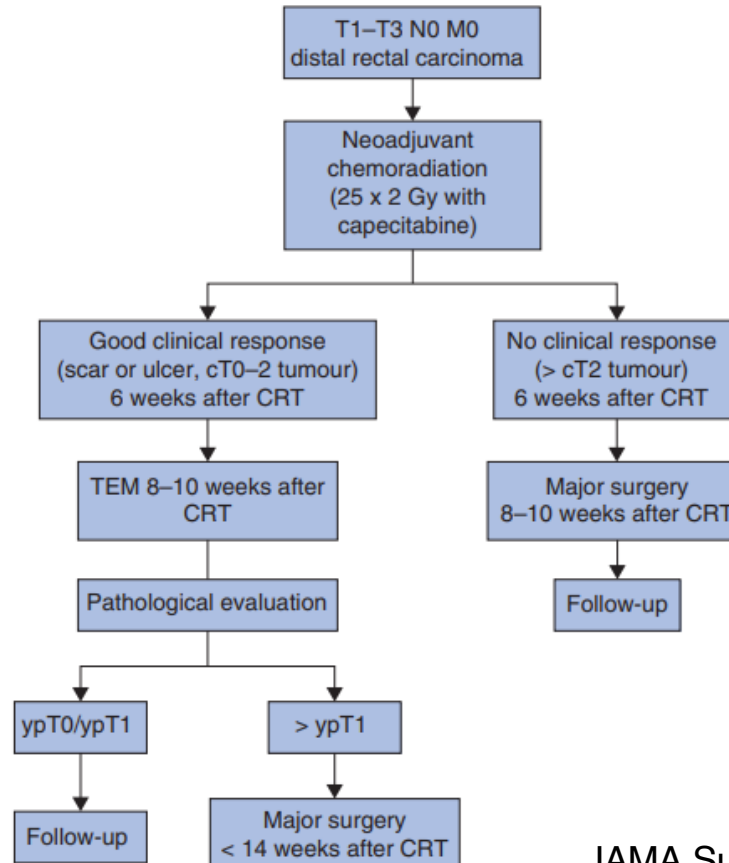 T1–T3 N0 M0
distal rectal carcinoma
Neoadjuvant
chemoradiation
(25 x 2 Gy with
capecitabine)
Good clinical response
(scar or ulcer, cT0–2 tumour)
6 weeks after CRT
No clinical response
(> cT2 tumour)
6 weeks after CRT
TEM 8–10 weeks after
CRT
Major surgery
8–10 weeks after CRT
Pathological evaluation
Follow-up
ypT0/ypT1
> ypT1
Follow-up
Major surgery
< 14 weeks after CRT
JAMA